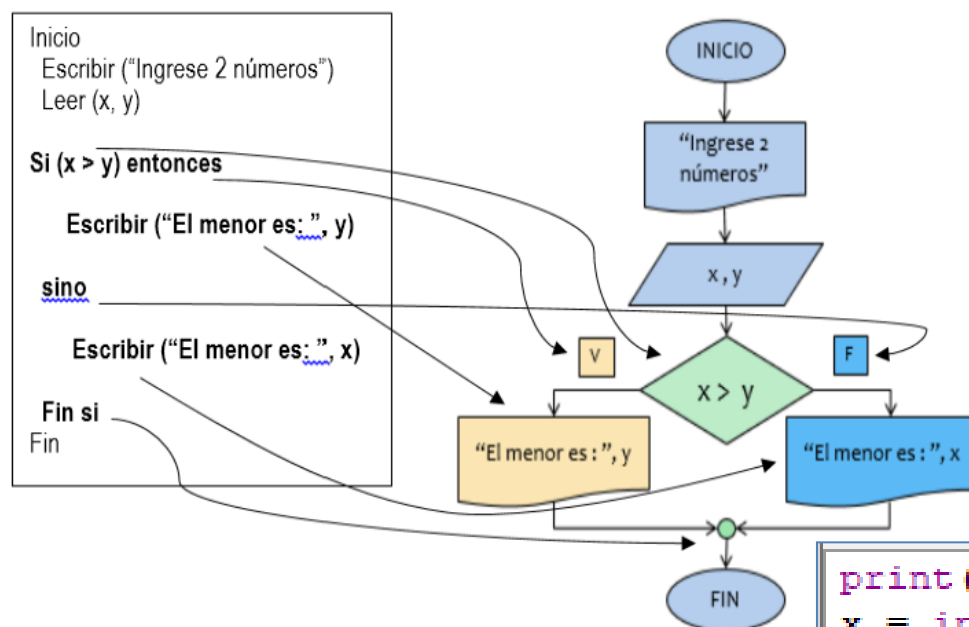 Inicio
Escribir (“Ingrese 2 números”)
Leer (x, y)
Si (x > y) entonces
Escribir (“El menor es: ”, y)
sino
Escribir (“El menor es: ”, x)
Fin si
Fin
INICIO
“Ingrese 2
números”
x , y
V
F
x > y
“El menor es : ”, y
“El menor es : ”, x
FIN
print
x =